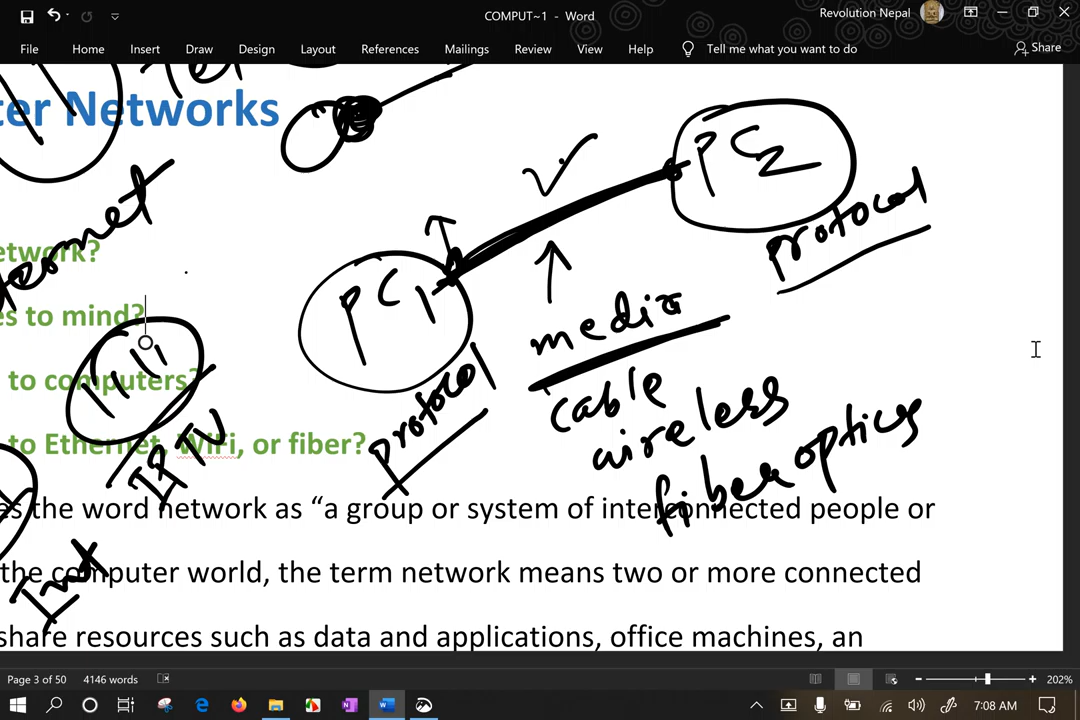 COMPUT~1 - Word
Revolution Nepal
File Home Insert Draw Design Layout References Mailings Review View Help Tell me what you want to do Share
ter Networks
PC2
protocol
PC1
protocol
media
cable
wireless
fiber optics
etwork?
es to mind?
to computers?
IPTV
to Ethernet, WiFi, or fiber?
es the word network as “a group or system of interconnected people or
the computer world, the term network means two or more connected
share resources such as data and applications, office machines, an
Page 3 of 50 4146 words
202%
7:08 AM